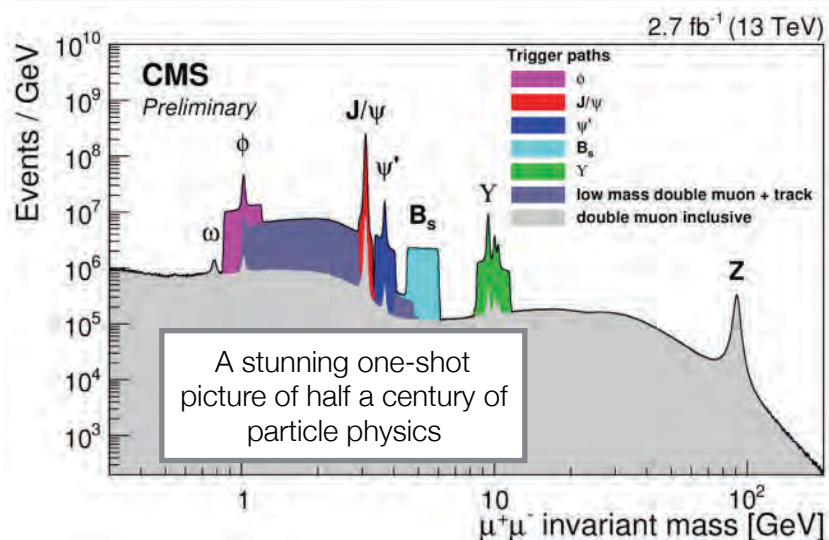 2.7 fb⁻¹ (13 TeV)
Events / GeV
10¹⁰
10⁹
10⁸
10⁷
10⁶
10⁵
10⁴
10³
CMS
Preliminary
Trigger paths
ϕ
J/ψ
ψ'
Bₛ
Υ
low mass double muon + track
double muon inclusive
ω
ϕ
J/ψ
ψ'
Bₛ
Υ
Z
A stunning one-shot
picture of half a century of
particle physics
1
10
10²
μ⁺μ⁻ invariant mass [GeV]